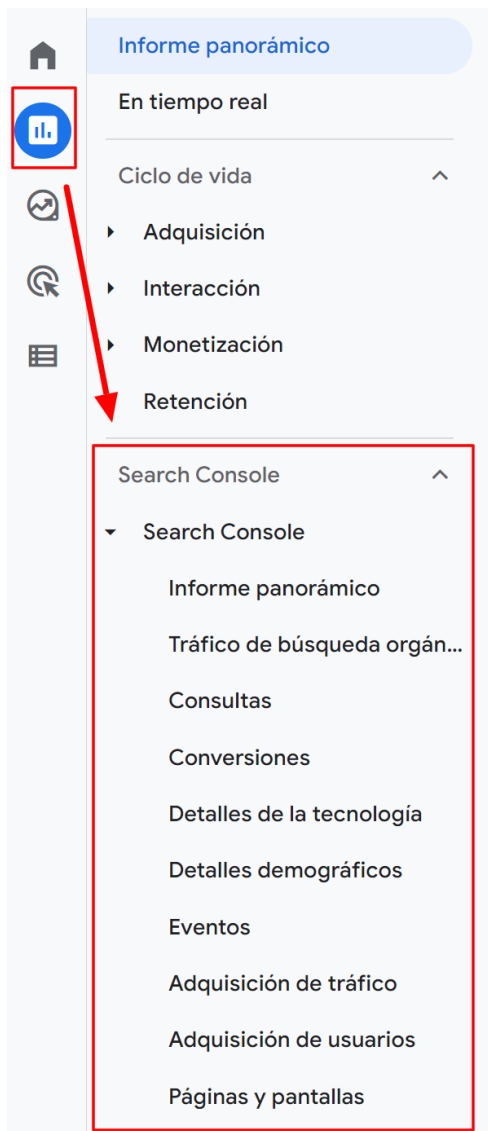 Informe panorámico
En tiempo real
Ciclo de vida
Adquisición
Interacción
Monetización
Retención
Search Console
Search Console
Informe panorámico
Tráfico de búsqueda orgán...
Consultas
Conversiones
Detalles de la tecnología
Detalles demográficos
Eventos
Adquisición de tráfico
Adquisición de usuarios
Páginas y pantallas